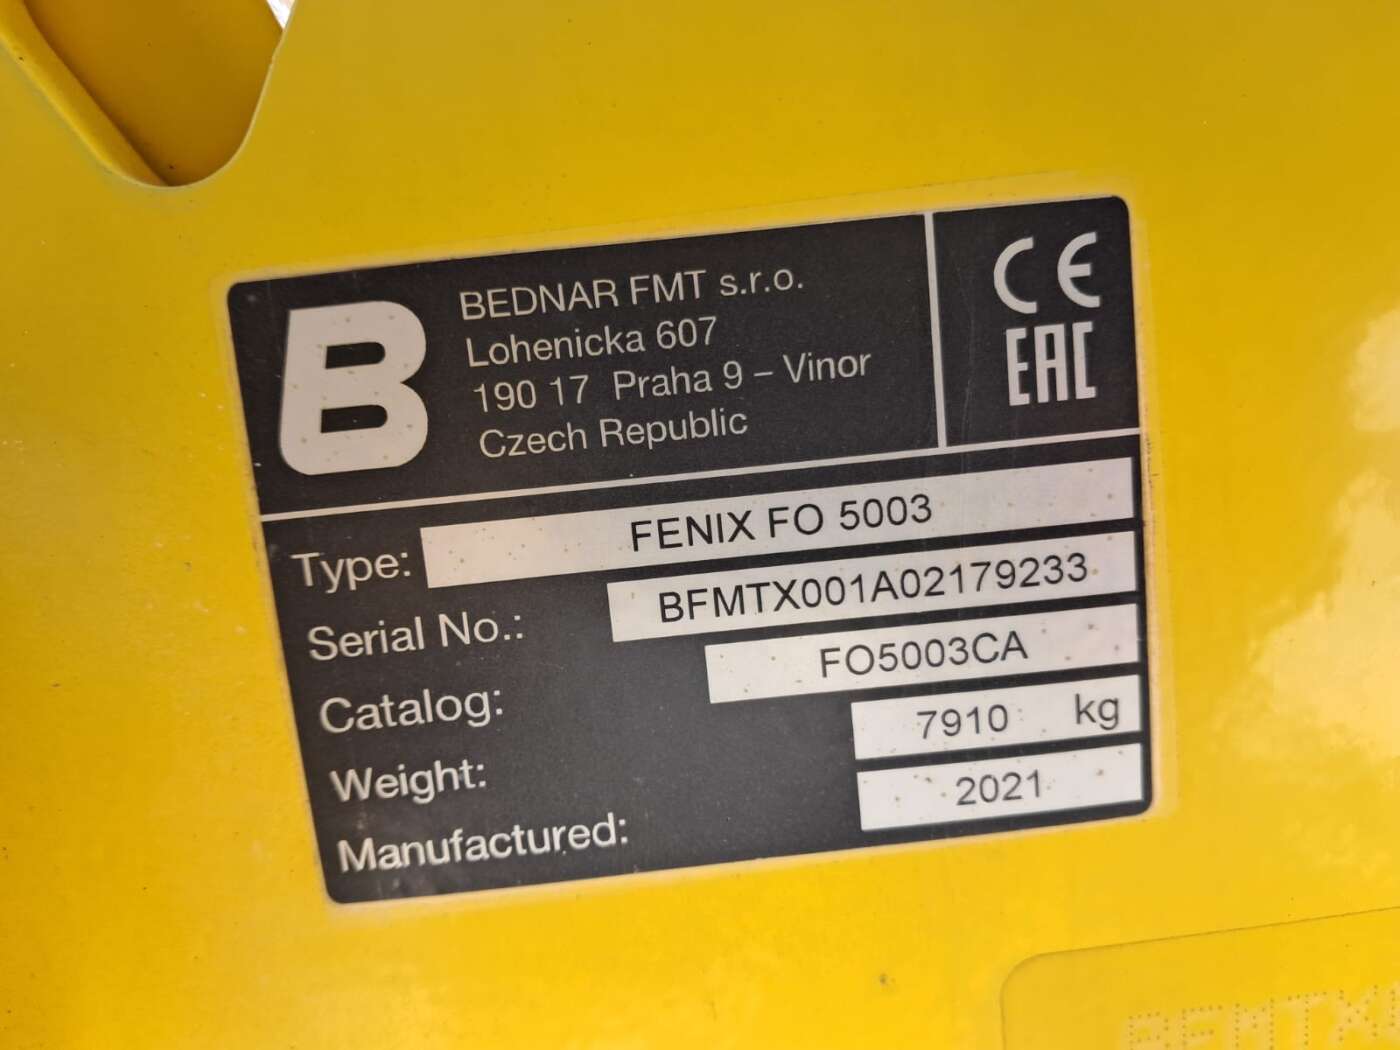 B
BEDNAR FMT s.r.o.
Lohenicka 607
190 17 Praha 9 – Vinor
Czech Republic
CE
EAC
Type: FENIX FO 5003
Serial No.: BFMTX001A02179233
Catalog: FO5003CA
Weight: 7910 kg
Manufactured: 2021